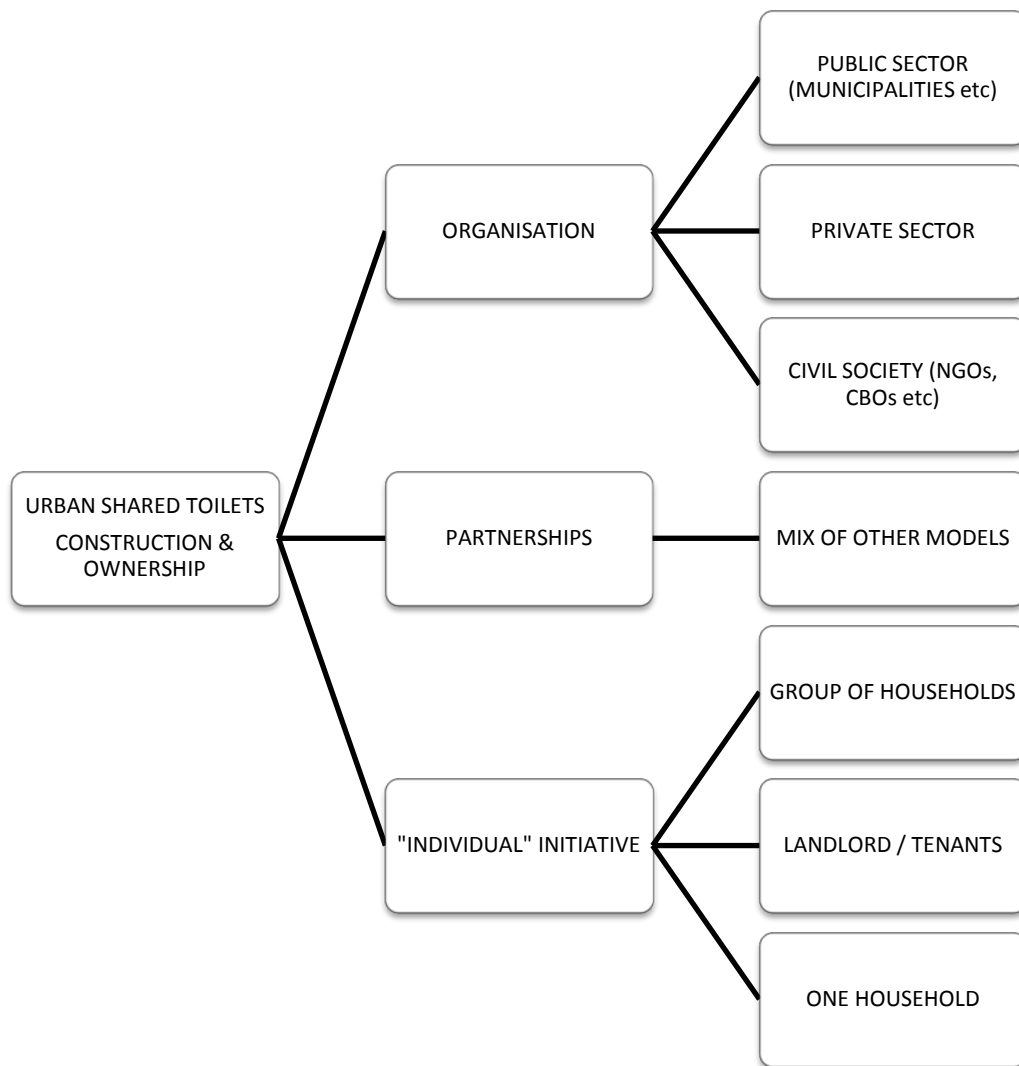 PUBLIC SECTOR
(MUNICIPALITIES etc)
ORGANISATION
PRIVATE SECTOR
CIVIL SOCIETY (NGOs,
CBOs etc)
URBAN SHARED TOILETS
CONSTRUCTION &
OWNERSHIP
PARTNERSHIPS
MIX OF OTHER MODELS
GROUP OF HOUSEHOLDS
"INDIVIDUAL" INITIATIVE
LANDLORD / TENANTS
ONE HOUSEHOLD